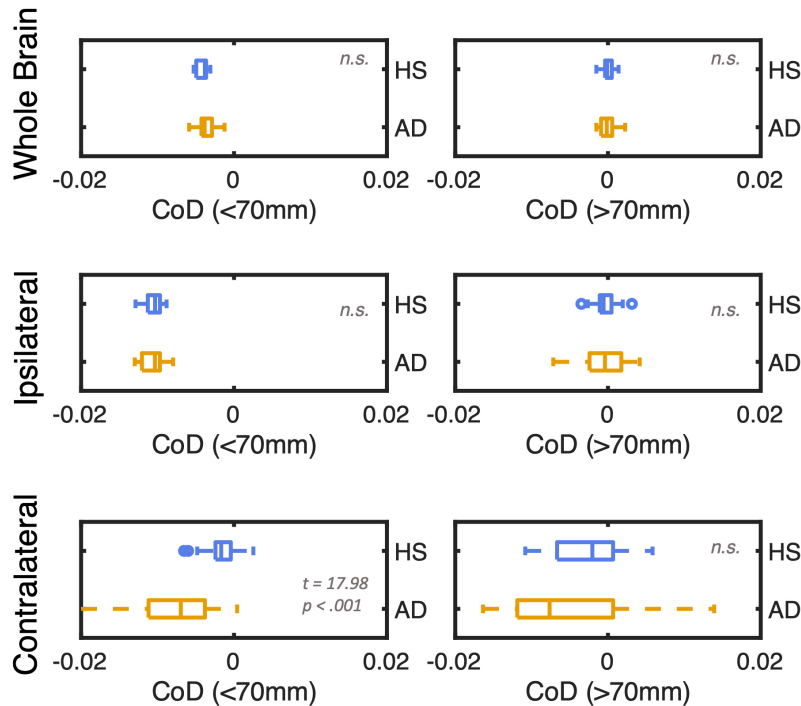 Whole Brain
n.s.
HS
AD
-0.02 0 0.02
CoD (<70mm)
n.s.
HS
AD
-0.02 0 0.02
CoD (>70mm)
Ipsilateral
n.s.
HS
AD
-0.02 0 0.02
CoD (<70mm)
n.s.
HS
AD
-0.02 0 0.02
CoD (>70mm)
Contralateral
HS
t = 17.98
p < .001
AD
-0.02 0 0.02
CoD (<70mm)
n.s.
HS
AD
-0.02 0 0.02
CoD (>70mm)